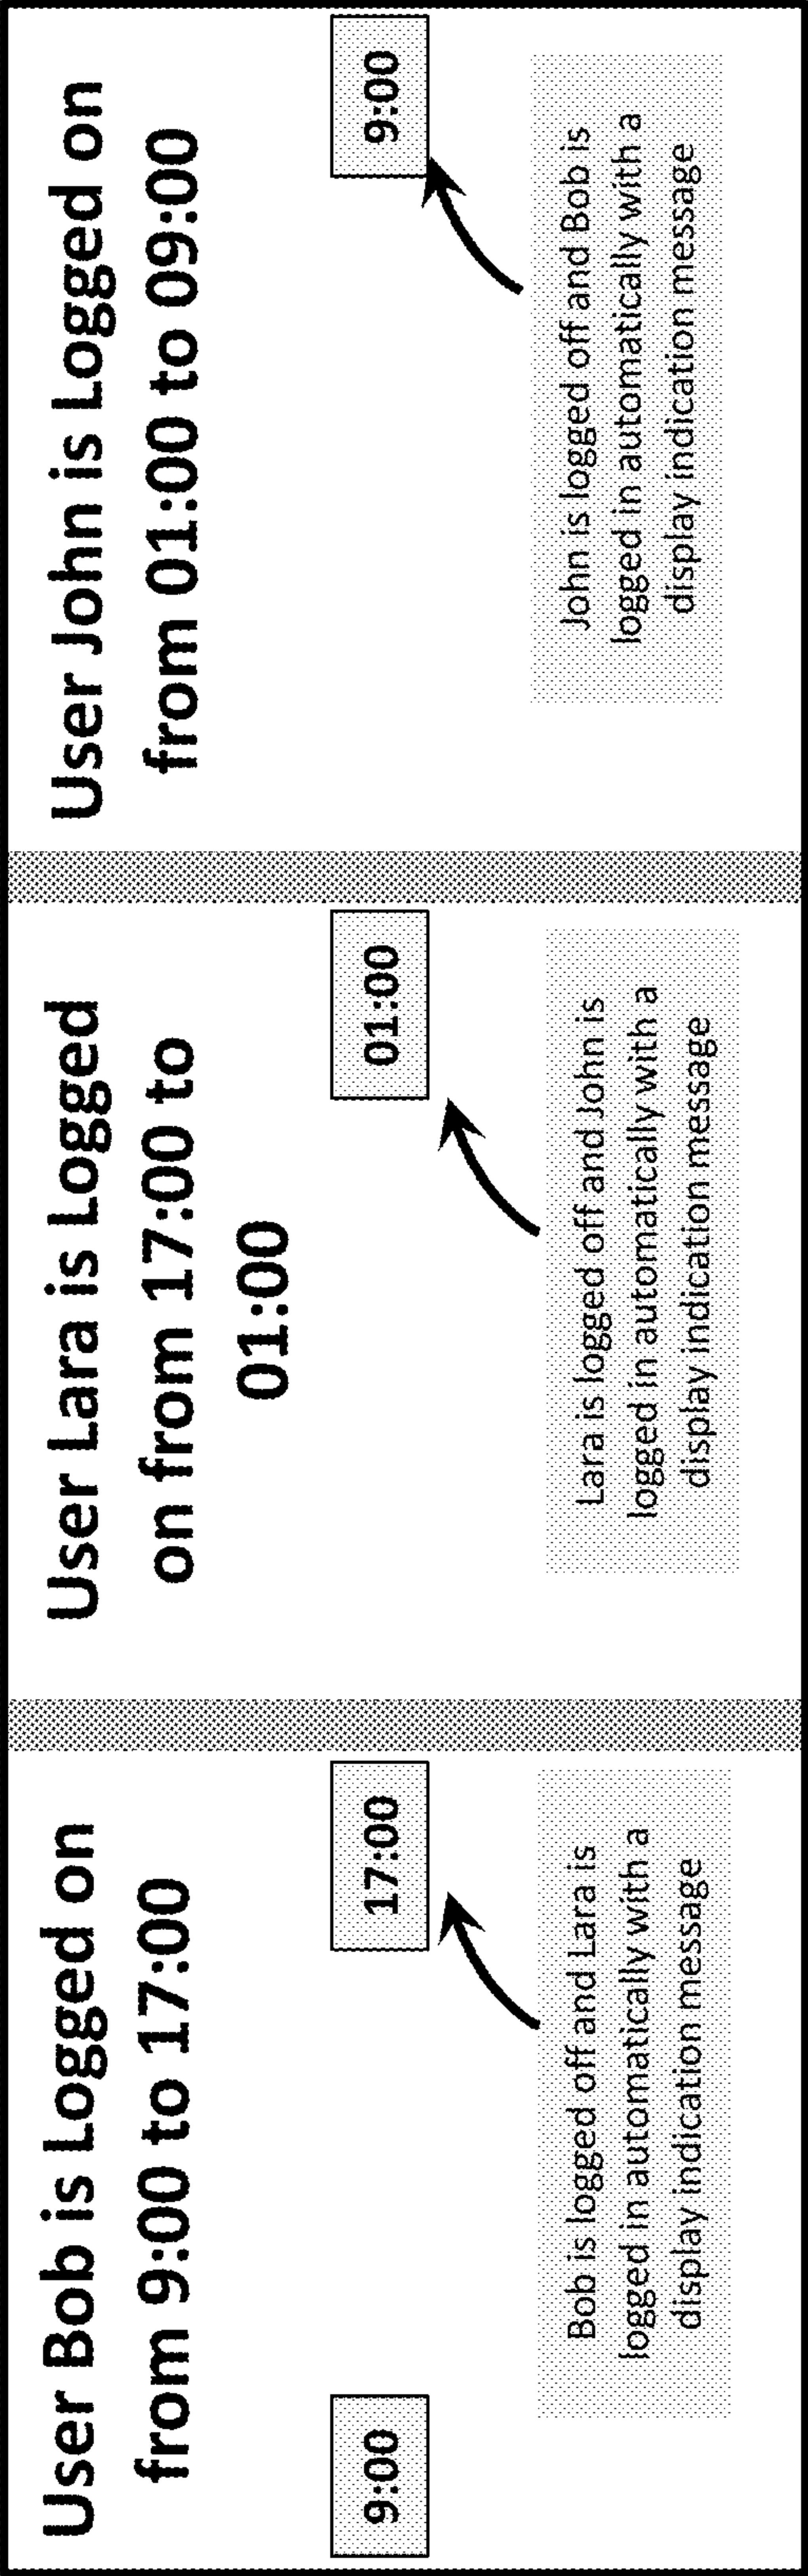 User Bob is Logged on
from 9:00 to 17:00
9:00
17:00
Bob is logged off and Lara is
logged in automatically with a
display indication message
User Lara is Logged
on from 17:00 to
01:00
01:00
Lara is logged off and John is
logged in automatically with a
display indication message
User John is Logged on
from 01:00 to 09:00
9:00
John is logged off and Bob is
logged in automatically with a
display indication message